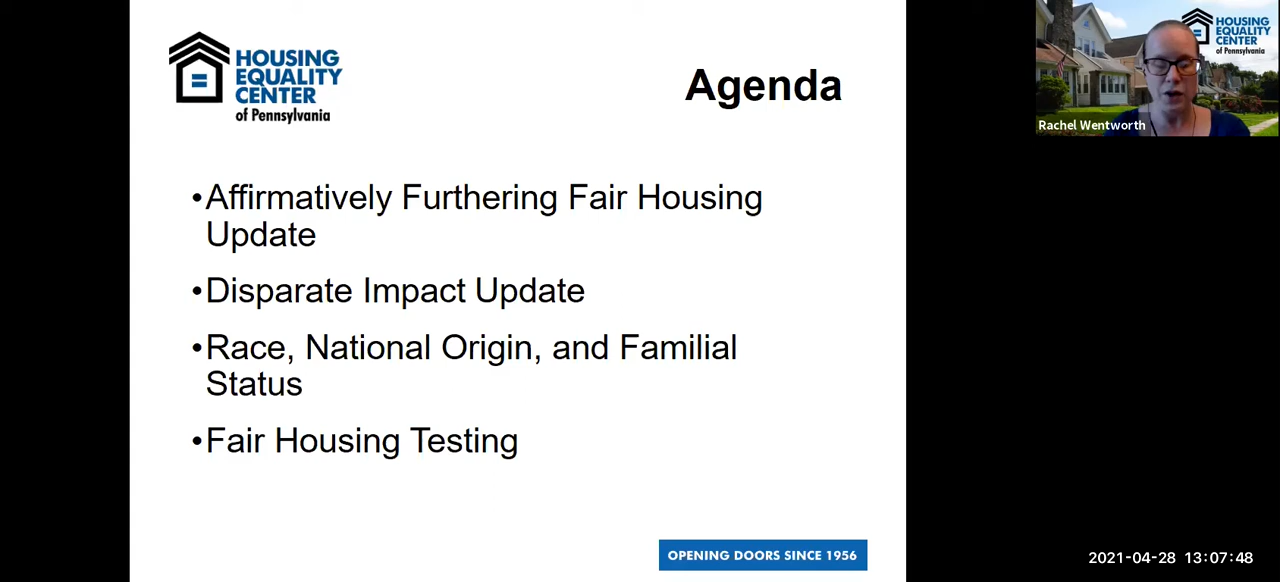 HOUSING
EQUALITY
CENTER
of Pennsylvania
Agenda
•Affirmatively Furthering Fair Housing
Update
•Disparate Impact Update
•Race, National Origin, and Familial
Status
•Fair Housing Testing
OPENING DOORS SINCE 1956
HOUSING
EQUALITY
CENTER
of Pennsylvania
Rachel Wentworth
2021-04-28 13:07:48